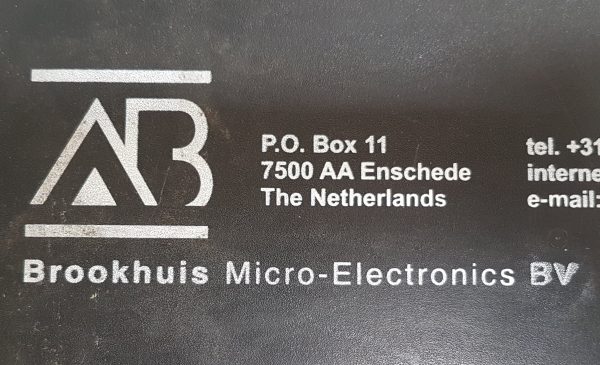 AB
P.O. Box 11
7500 AA Enschede
The Netherlands
tel. +31
interne
e-mail:
Brookhuis Micro-Electronics BV